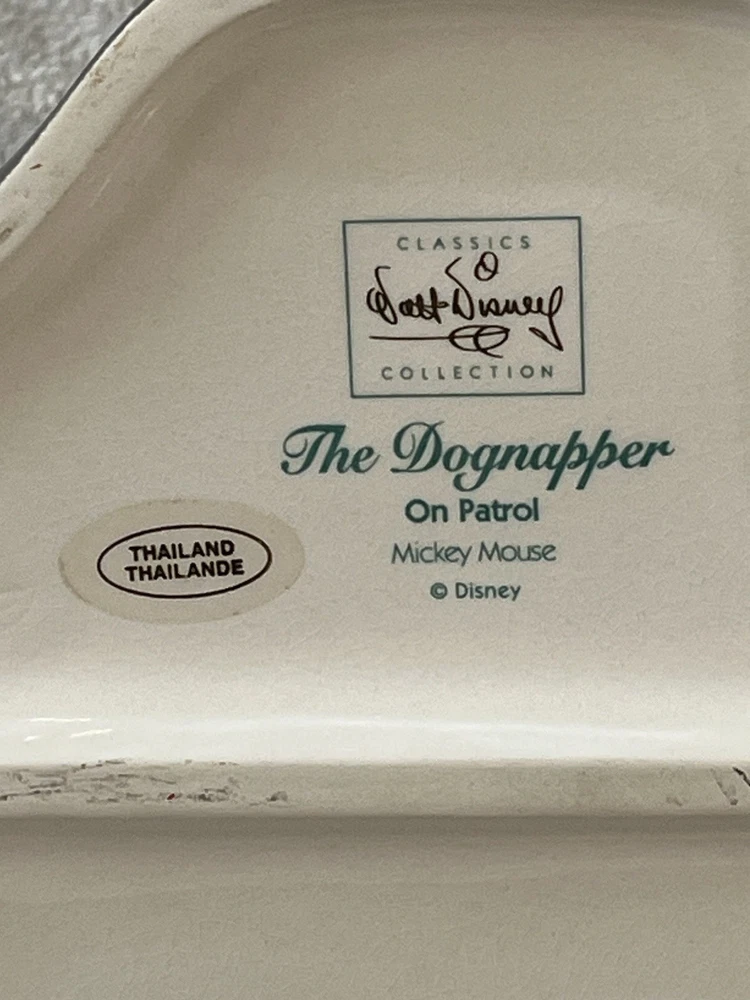 CLASSICS
Walt Disney
COLLECTION
The Dognapper
On Patrol
Mickey Mouse
© Disney
THAILAND
THAILANDE